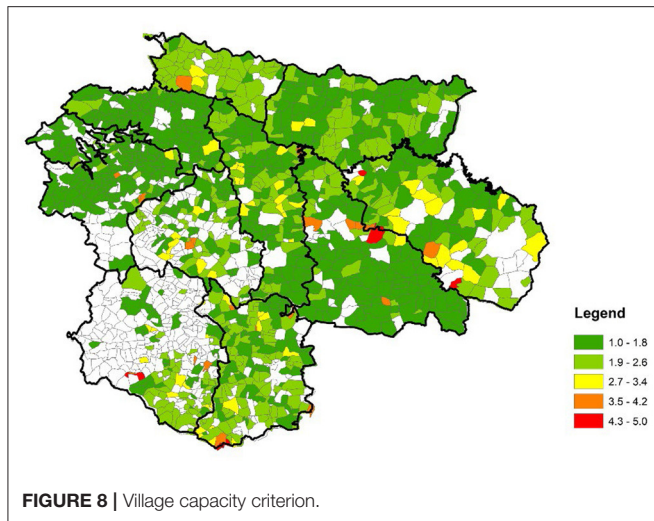 Legend
1.0 - 1.8
1.9 - 2.6
2.7 - 3.4
3.5 - 4.2
4.3 - 5.0
FIGURE 8 | Village capacity criterion.